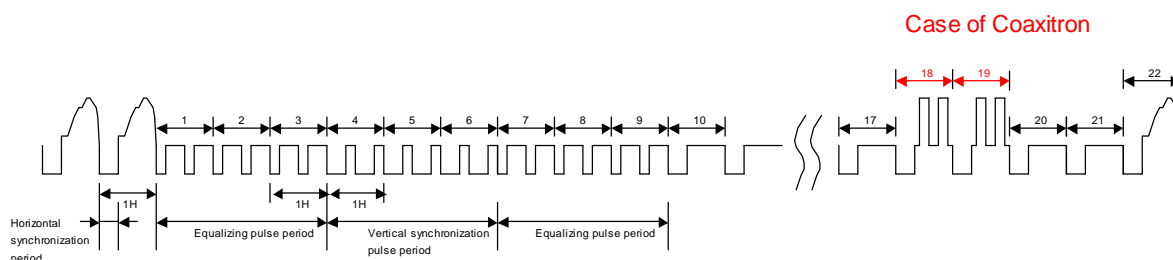 Case of Coaxitron
18 19 22
1 2 3 4 5 6 7 8 9 10 17 20 21
1H 1H 1H
Horizontal
synchronization
period
Equalizing pulse period
Vertical synchronization
pulse period
Equalizing pulse period